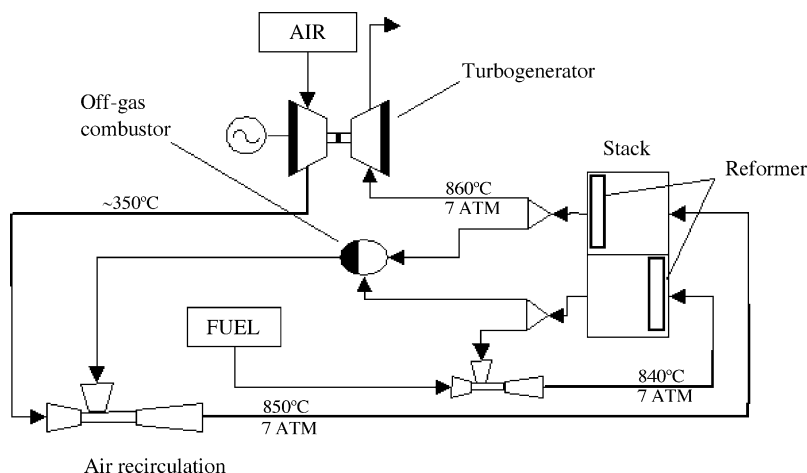 AIR
Turbogenerator
Off-gas
combustor
Stack
Reformer
860ºC
7 ATM
~350ºC
FUEL
840ºC
7 ATM
850ºC
7 ATM
Air recirculation